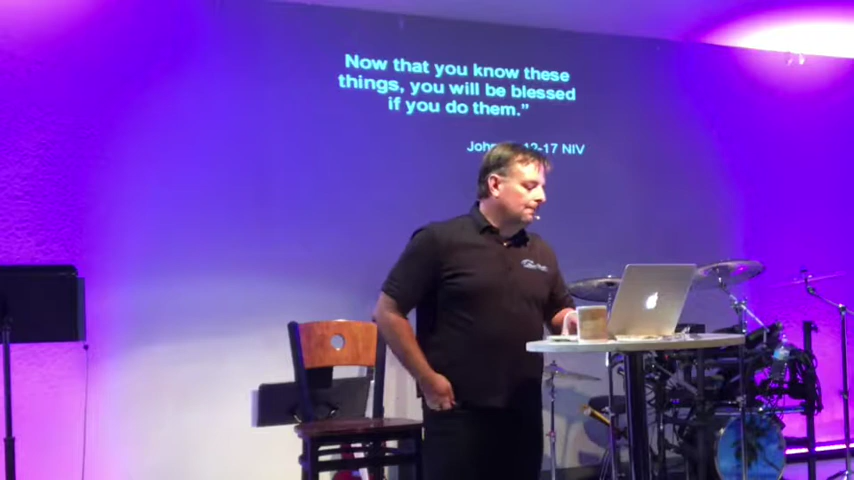 Now that you know these
things, you will be blessed
if you do them.”
12-17 NIV